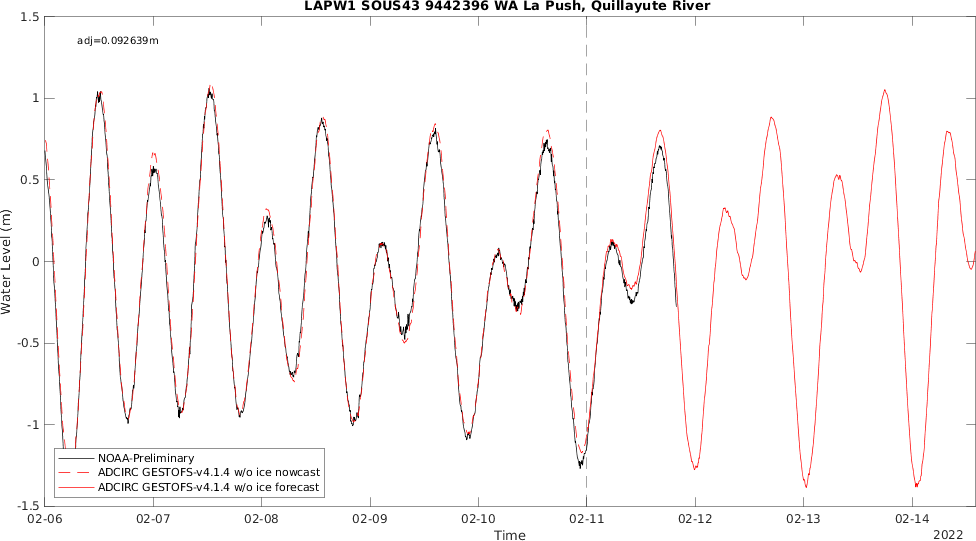 LAPW1 SOUS43 9442396 WA La Push, Quillayute River
adj=0.092639m
Water Level (m)
1.5
1
0.5
0
-0.5
-1
-1.5
NOAA-Preliminary
ADCIRC GESTOFS-v4.1.4 w/o ice nowcast
ADCIRC GESTOFS-v4.1.4 w/o ice forecast
02-06 02-07 02-08 02-09 02-10 02-11 02-12 02-13 02-14
Time
2022